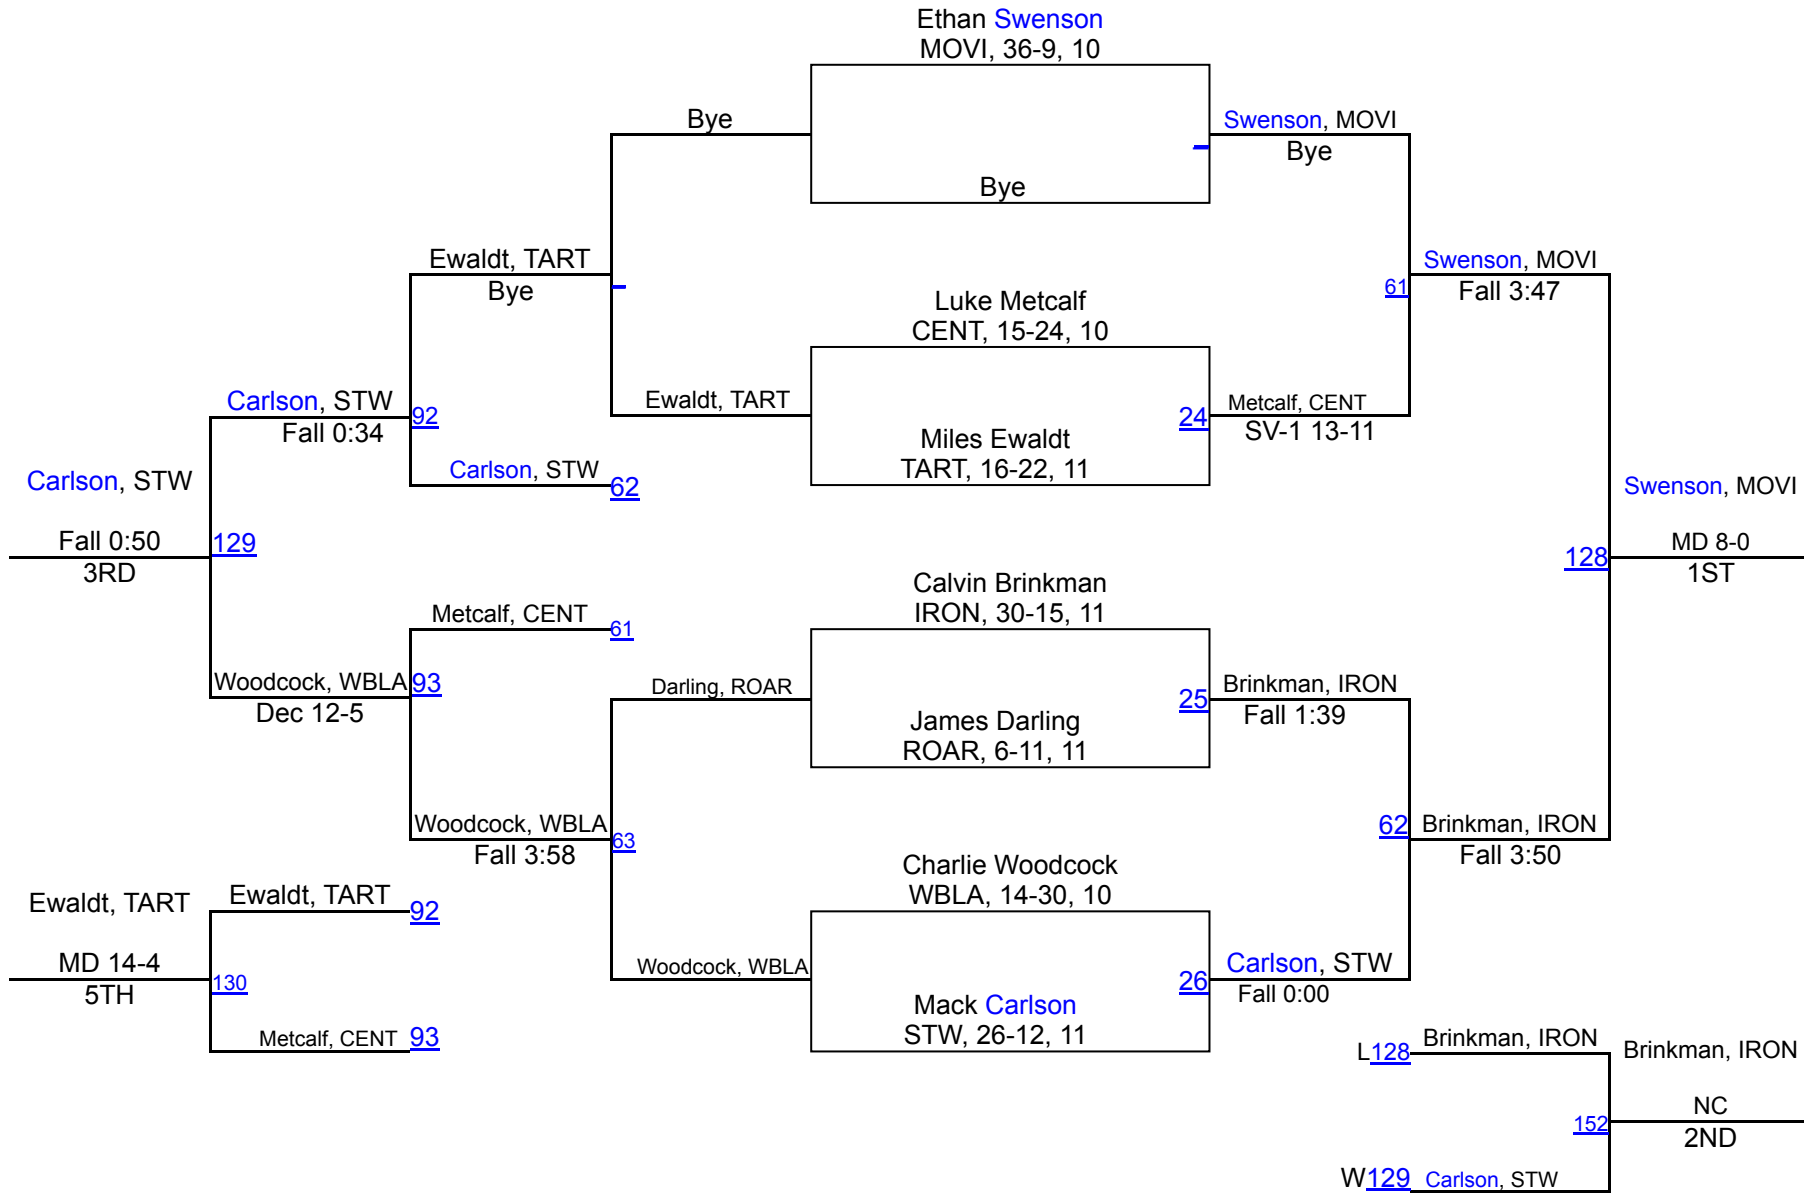 Ethan Swenson
MOVI, 36-9, 10
Bye
Swenson, MOVI
Bye
Bye
Ewaldt, TART
Bye
Swenson, MOVI
61
Fall 3:47
Luke Metcalf
CENT, 15-24, 10
Carlson, STW
92
Fall 0:34
Ewaldt, TART
24
Metcalf, CENT
SV-1 13-11
Miles Ewaldt
TART, 16-22, 11
Carlson, STW
62
Carlson, STW
Swenson, MOVI
Fall 0:50
129
3RD
128
MD 8-0
1ST
Calvin Brinkman
IRON, 30-15, 11
Metcalf, CENT
61
Woodcock, WBLA
93
Dec 12-5
Darling, ROAR
25
Brinkman, IRON
Fall 1:39
James Darling
ROAR, 6-11, 11
Woodcock, WBLA
63
Fall 3:58
62
Brinkman, IRON
Fall 3:50
Charlie Woodcock
WBLA, 14-30, 10
Ewaldt, TART
Ewaldt, TART
92
MD 14-4
130
5TH
Woodcock, WBLA
26
Carlson, STW
Fall 0:00
Mack Carlson
STW, 26-12, 11
Metcalf, CENT
93
L128
Brinkman, IRON
Brinkman, IRON
152
NC
2ND
W129
Carlson, STW